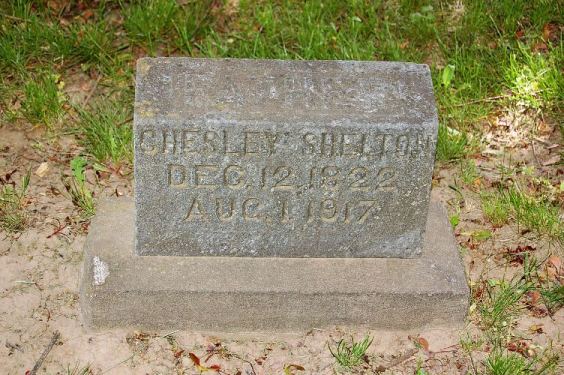 CHESLEY SHELTON
DEC. 12, 1822
AUG. 1, 1917